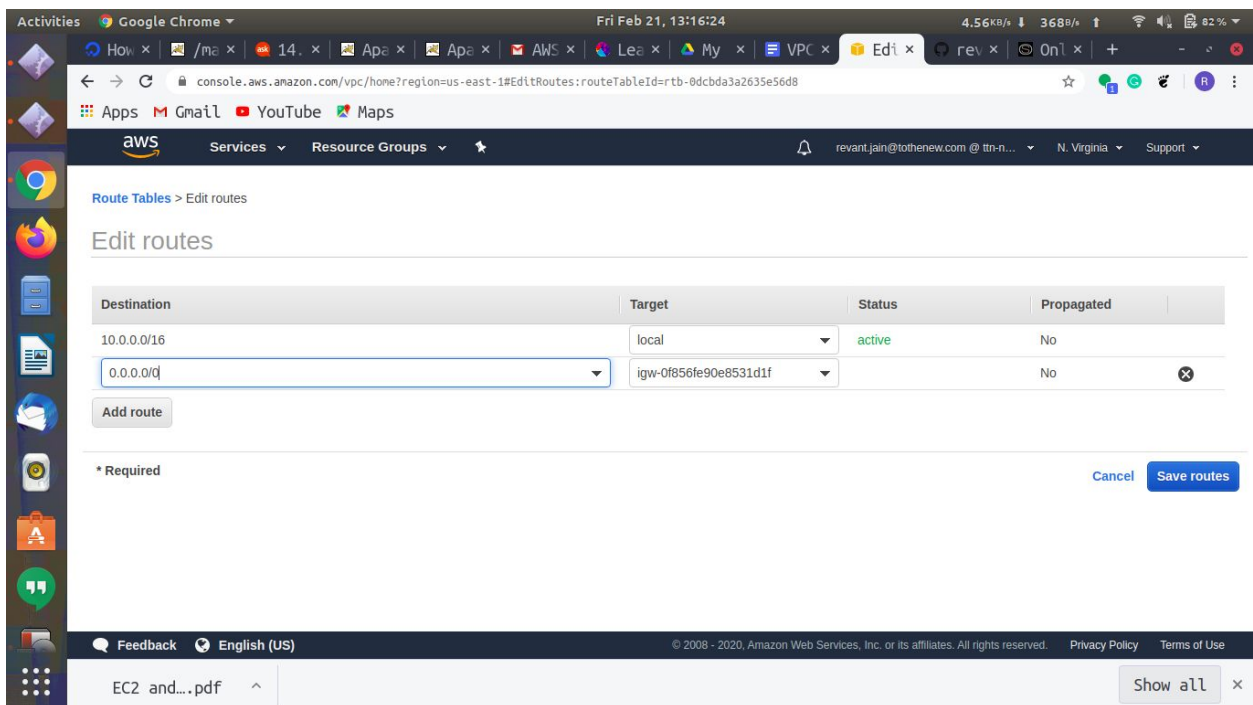 Activities Google Chrome Fri Feb 21, 13:16:24 4.56KB/s 368B/s 82 %
How /ma ask 14. Apa Apa AWS Lea My VPC Edi rev Onl
console.aws.amazon.com/vpc/home?region=us-east-1#EditRoutes:routeTableId=rtb-0dcbda3a2635e56d8 1 R
Apps Gmail YouTube Maps
aws Services Resource Groups revant.jain@tothenew.com @ ttn-n... N. Virginia Support
Route Tables > Edit routes
Edit routes
Destination Target Status Propagated
10.0.0.0/16 local active No
0.0.0.0/0 igw-0f856fe90e8531d1f No
Add route
* Required Cancel Save routes
Feedback English (US) © 2008 - 2020, Amazon Web Services, Inc. or its affiliates. All rights reserved. Privacy Policy Terms of Use
EC2 and....pdf Show all